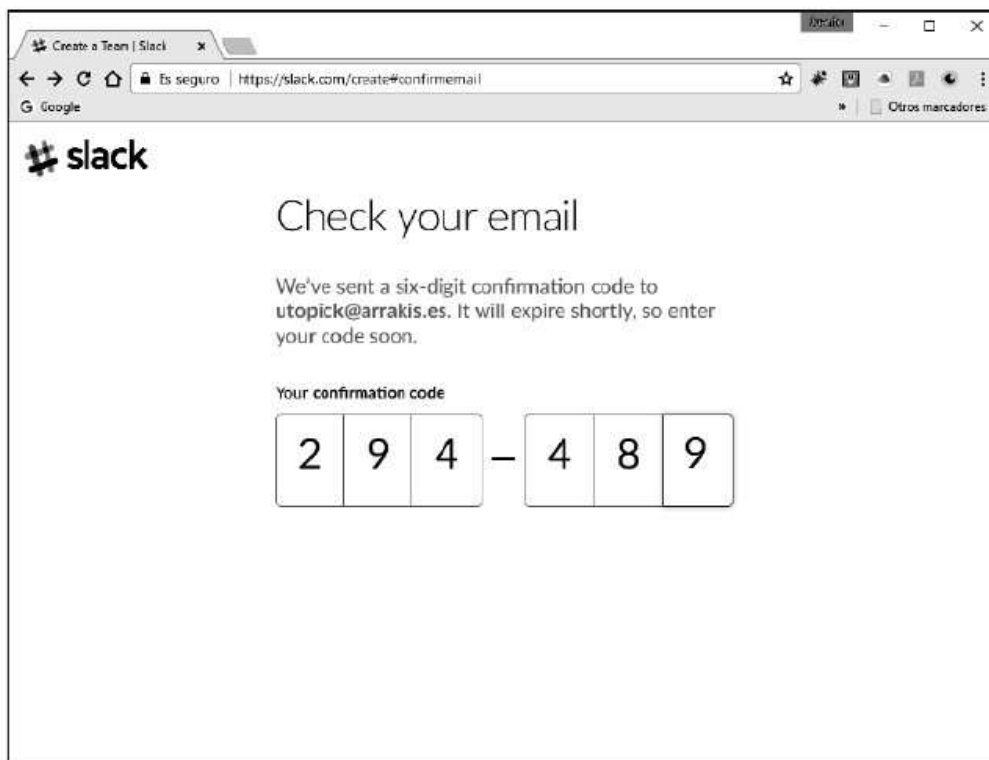 Create a Team | Slack
Es seguro | https://slack.com/create#confirmemail
G Google
» Otros marcadores
slack
Check your email
We've sent a six-digit confirmation code to
utopick@arrakis.es. It will expire shortly, so enter
your code soon.
Your confirmation code
2 9 4 – 4 8 9